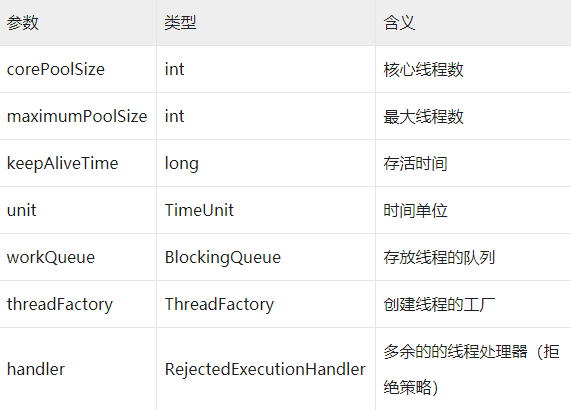 参数 类型 含义
corePoolSize int 核心线程数
maximumPoolSize int 最大线程数
keepAliveTime long 存活时间
unit TimeUnit 时间单位
workQueue BlockingQueue 存放线程的队列
threadFactory ThreadFactory 创建线程的工厂
handler RejectedExecutionHandler 多余的的线程处理器（拒
绝策略）